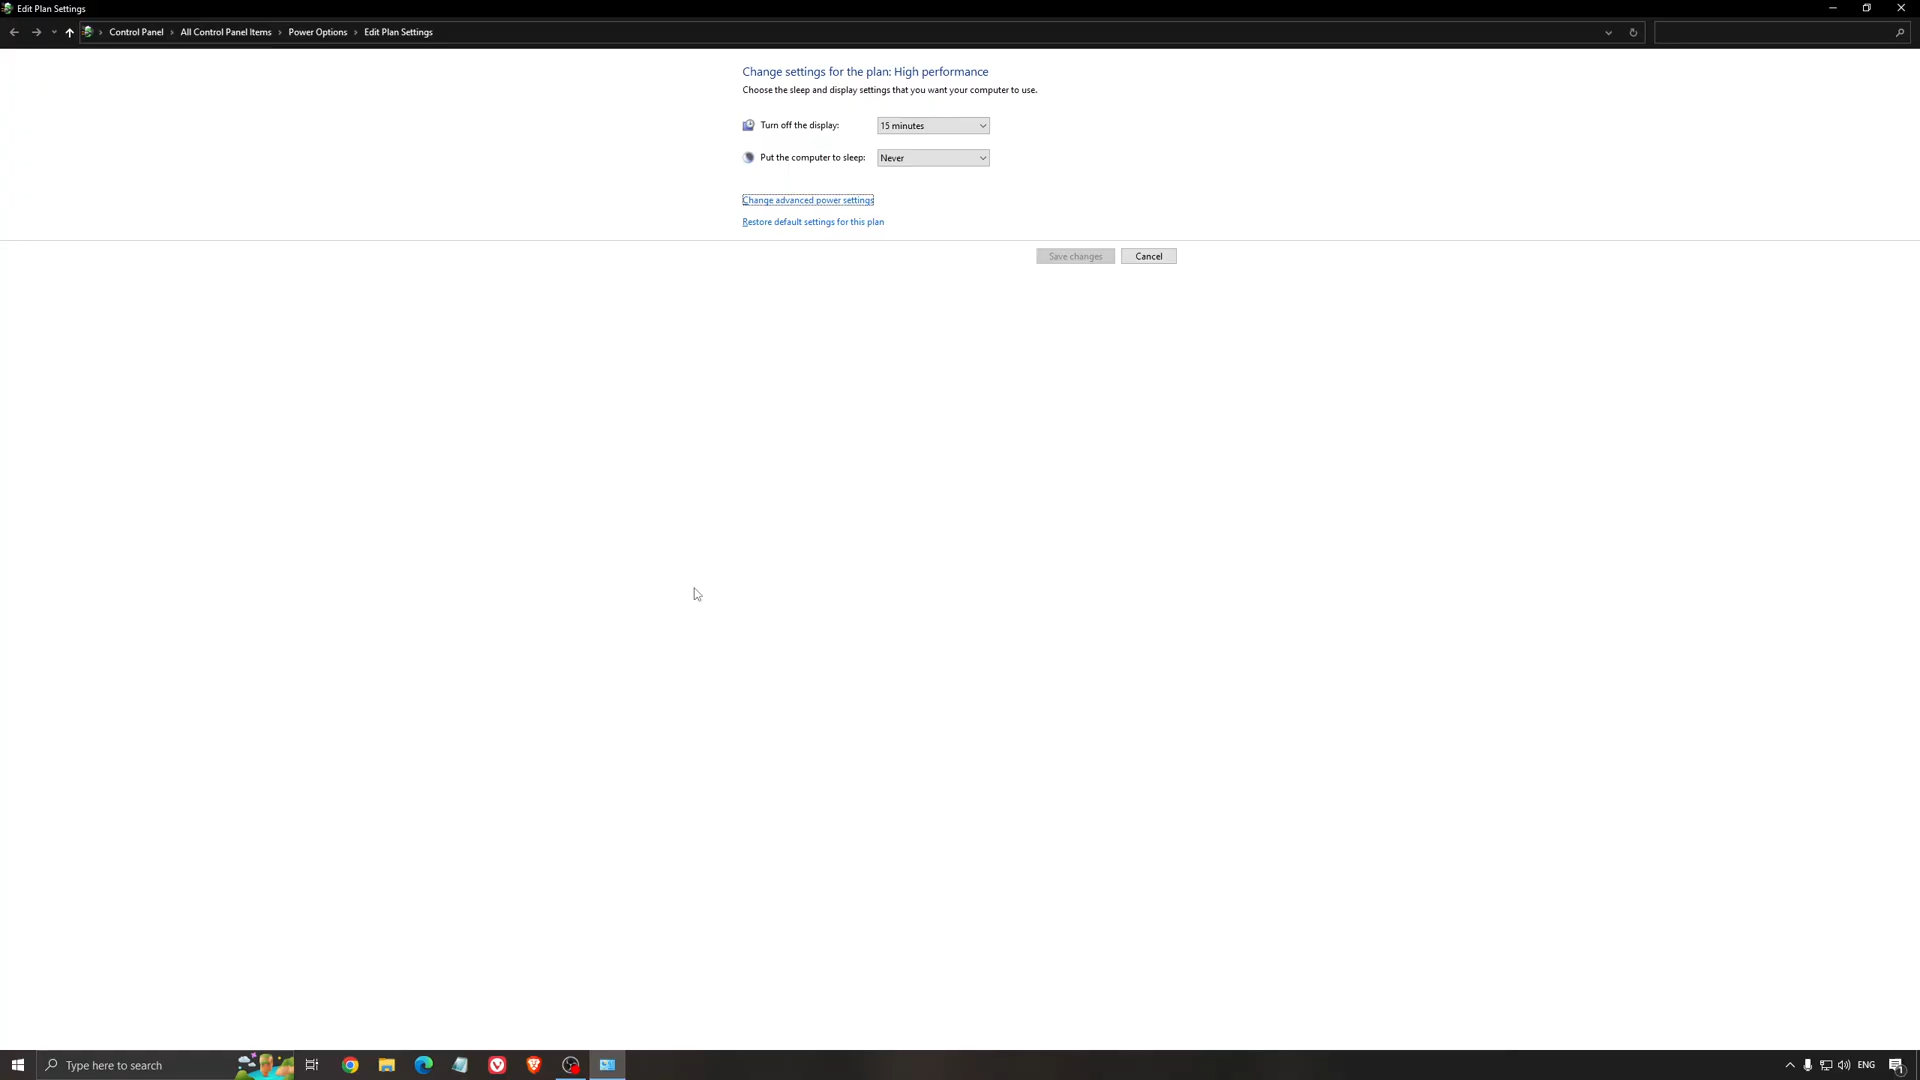 Edit Plan Settings
Control Panel
All Control Panel Items
Power Options
Edit Plan Settings
Change settings for the plan: High performance
Choose the sleep and display settings that you want your computer to use.
Turn off the display:
15 minutes
Put the computer to sleep:
Never
Change advanced power settings
Restore default settings for this plan
Save changes
Cancel
Type here to search
ENG
1